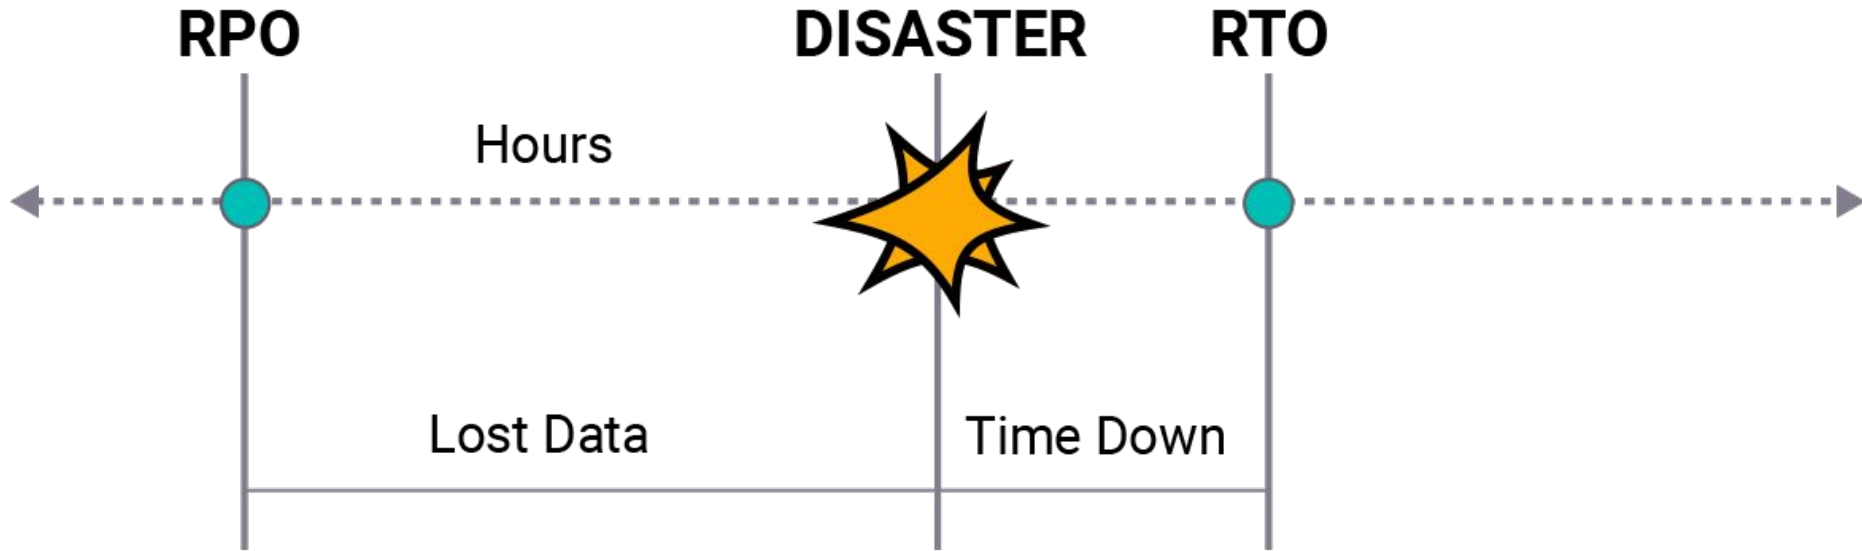 RPO
DISASTER
RTO
Hours
Lost Data
Time Down